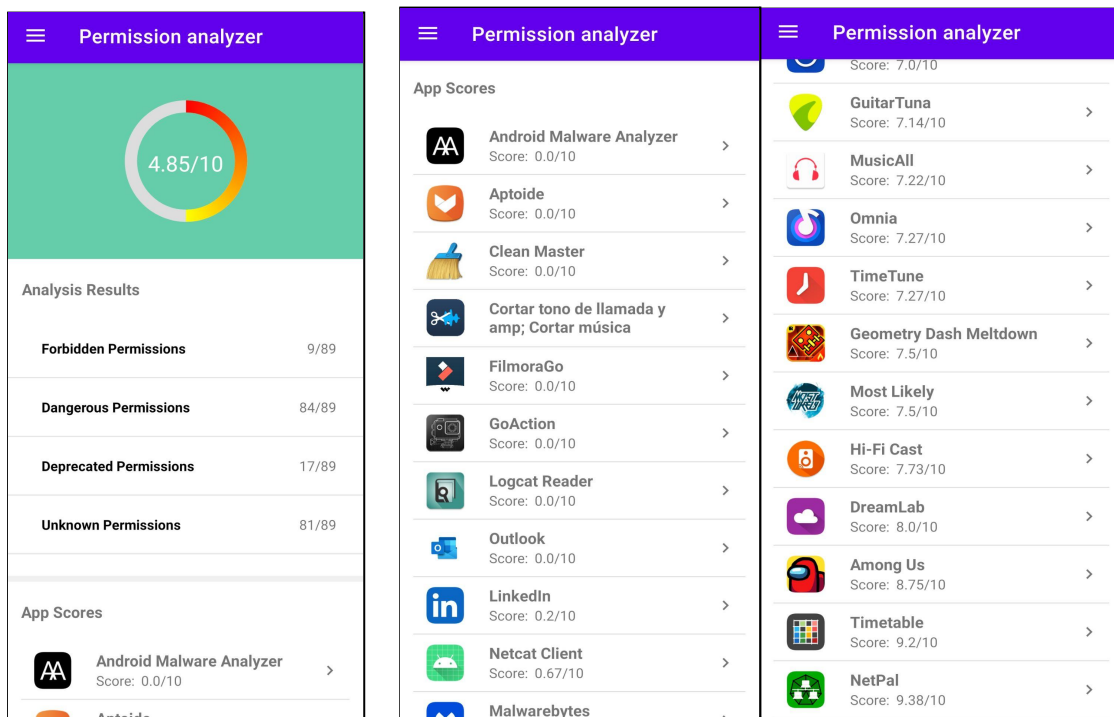 Permission analyzer
4.85/10
Analysis Results
Forbidden Permissions 9/89
Dangerous Permissions 84/89
Deprecated Permissions 17/89
Unknown Permissions 81/89
App Scores
Android Malware Analyzer
Score: 0.0/10
Aptoide
Permission analyzer
App Scores
Android Malware Analyzer
Score: 0.0/10
Aptoide
Score: 0.0/10
Clean Master
Score: 0.0/10
Cortar tono de llamada y
amp; Cortar música
FilmoraGo
Score: 0.0/10
GoAction
Score: 0.0/10
Logcat Reader
Score: 0.0/10
Outlook
Score: 0.0/10
LinkedIn
Score: 0.2/10
Netcat Client
Score: 0.67/10
Malwarebytes
Permission analyzer
Score: 7.0/10
GuitarTuna
Score: 7.14/10
MusicAll
Score: 7.22/10
Omnia
Score: 7.27/10
TimeTune
Score: 7.27/10
Geometry Dash Meltdown
Score: 7.5/10
Most Likely
Score: 7.5/10
Hi-Fi Cast
Score: 7.73/10
DreamLab
Score: 8.0/10
Among Us
Score: 8.75/10
Timetable
Score: 9.2/10
NetPal
Score: 9.38/10